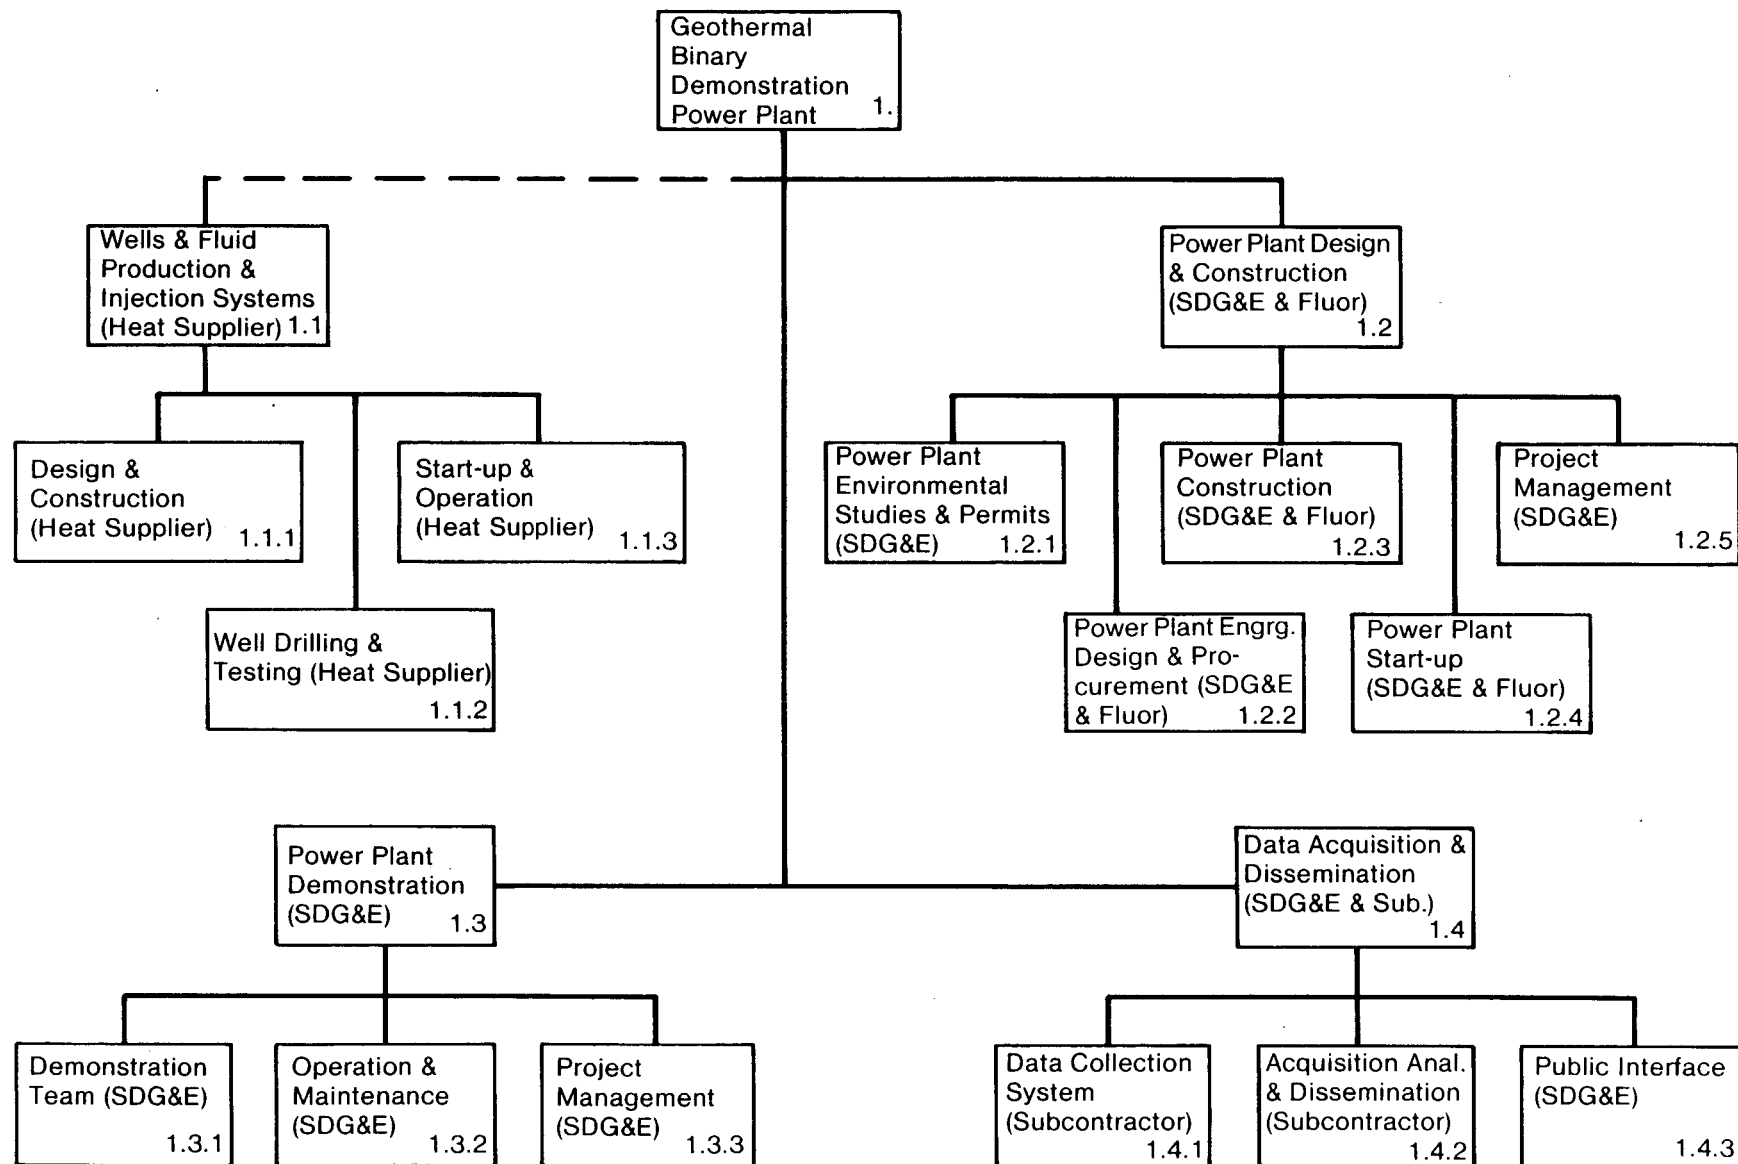 Geothermal
Binary
Demonstration
Power Plant 1.
Wells & Fluid
Production &
Injection Systems
(Heat Supplier) 1.1
Power Plant Design
& Construction
(SDG&E & Fluor)
1.2
Design &
Construction
(Heat Supplier)
1.1.1
Start-up &
Operation
(Heat Supplier)
1.1.3
Well Drilling &
Testing (Heat Supplier)
1.1.2
Power Plant
Environmental
Studies & Permits
(SDG&E) 1.2.1
Power Plant
Construction
(SDG&E & Fluor)
1.2.3
Project
Management
(SDG&E)
1.2.5
Power Plant Engrg.
Design & Pro-
curement (SDG&E
& Fluor) 1.2.2
Power Plant
Start-up
(SDG&E & Fluor)
1.2.4
Power Plant
Demonstration
(SDG&E)
1.3
Data Acquisition &
Dissemination
(SDG&E & Sub.)
1.4
Demonstration
Team (SDG&E)
1.3.1
Operation &
Maintenance
(SDG&E)
1.3.2
Project
Management
(SDG&E)
1.3.3
Data Collection
System
(Subcontractor)
1.4.1
Acquisition Anal.
& Dissemination
(Subcontractor)
1.4.2
Public Interface
(SDG&E)
1.4.3